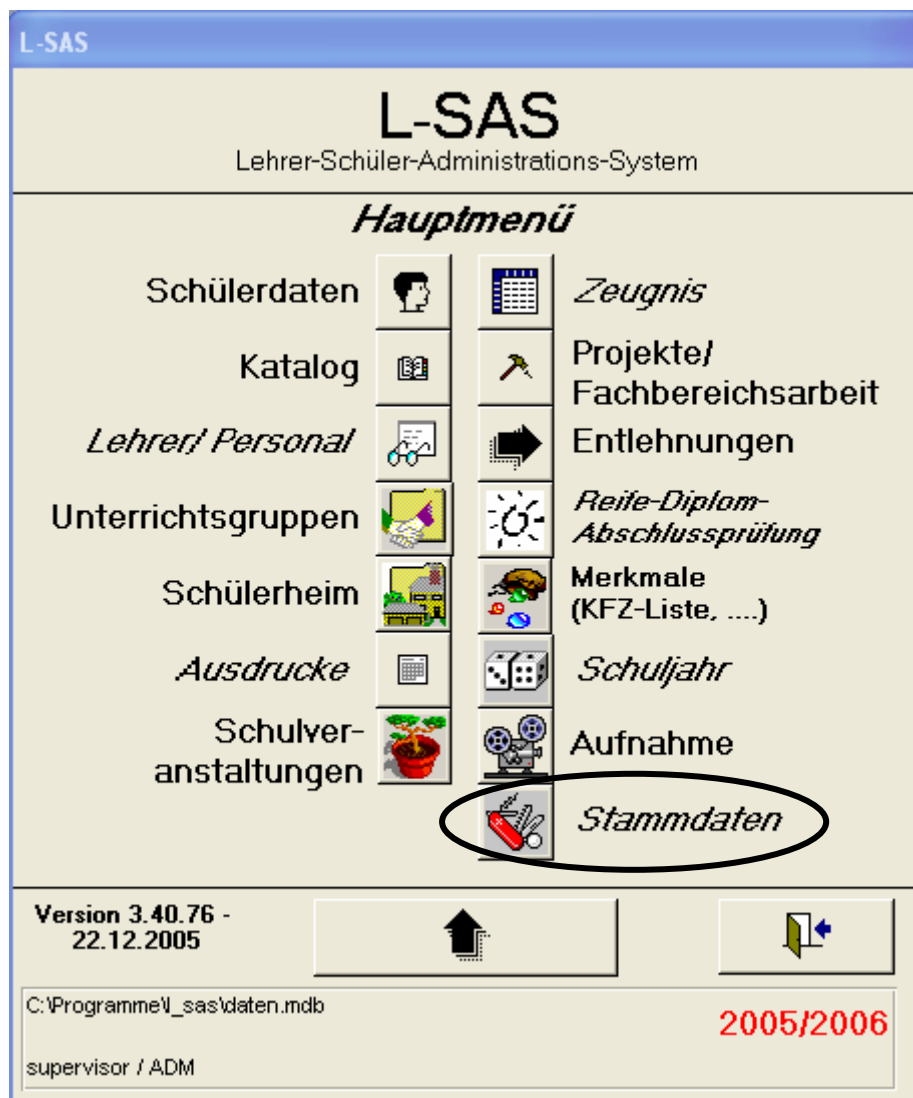 L-SAS
L-SAS
Lehrer-Schüler-Administrations-System
Hauptmenü
Schülerdaten
Zeugnis
Katalog
Projekte/
Fachbereichsarbeit
Lehrer/ Personal
Entlehnungen
Unterrichtsgruppen
Reife-Diplom-
Abschlussprüfung
Schülerheim
Merkmale
(KFZ-Liste, ....)
Ausdrucke
Schuljahr
Schulver-
anstaltungen
Aufnahme
Stammdaten
Version 3.40.76 -
22.12.2005
C:\Programme\l_sas\daten.mdb
2005/2006
supervisor / ADM